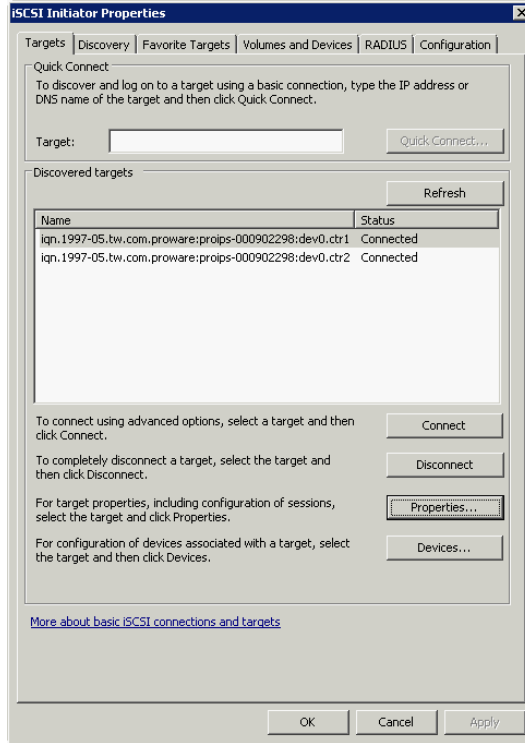 iSCSI Initiator Properties
Targets Discovery Favorite Targets Volumes and Devices RADIUS Configuration
Quick Connect
To discover and log on to a target using a basic connection, type the IP address or
DNS name of the target and then click Quick Connect.
Target: Quick Connect...
Discovered targets
Refresh
Name Status
iqn.1997-05.tw.com.proware:proips-000902298:dev0.ctr1 Connected
iqn.1997-05.tw.com.proware:proips-000902298:dev0.ctr2 Connected
To connect using advanced options, select a target and then
click Connect.
Connect
To completely disconnect a target, select the target and
then click Disconnect.
Disconnect
For target properties, including configuration of sessions,
select the target and click Properties.
Properties...
For configuration of devices associated with a target, select
the target and then click Devices.
Devices...
More about basic iSCSI connections and targets
OK Cancel Apply